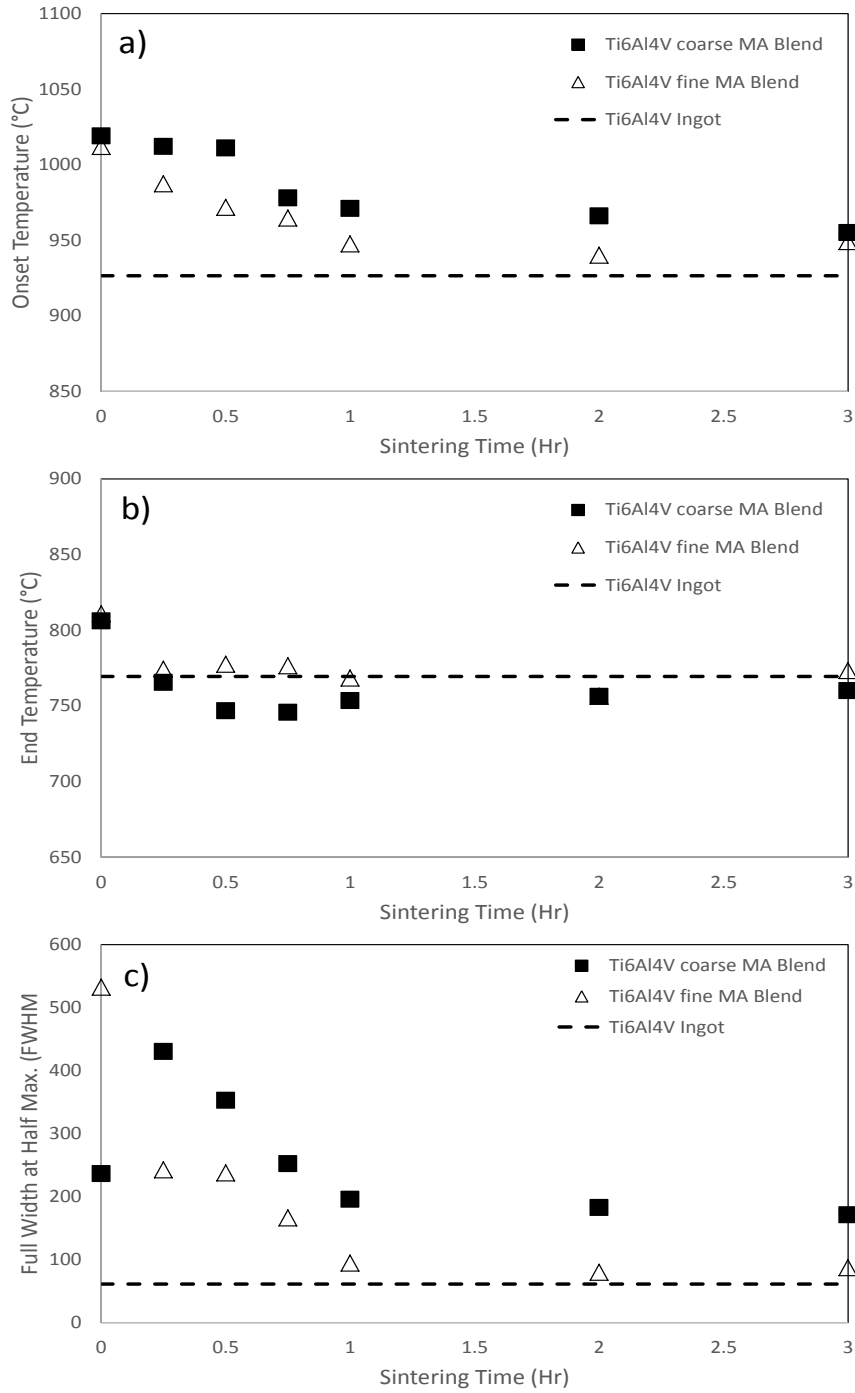 1100
a)
Ti6Al4V coarse MA Blend
1050
Ti6Al4V fine MA Blend
Ti6Al4V Ingot
1000
950
900
850
Onset Temperature (°C)
0 0.5 1 1.5 2 2.5 3
Sintering Time (Hr)
900
b)
Ti6Al4V coarse MA Blend
850
Ti6Al4V fine MA Blend
Ti6Al4V Ingot
800
750
700
650
End Temperature (°C)
0 0.5 1 1.5 2 2.5 3
Sintering Time (Hr)
600
c)
Ti6Al4V coarse MA Blend
Ti6Al4V fine MA Blend
500
Ti6Al4V Ingot
400
300
200
100
0
Full Width at Half Max. (FWHM
0 0.5 1 1.5 2 2.5 3
Sintering Time (Hr)